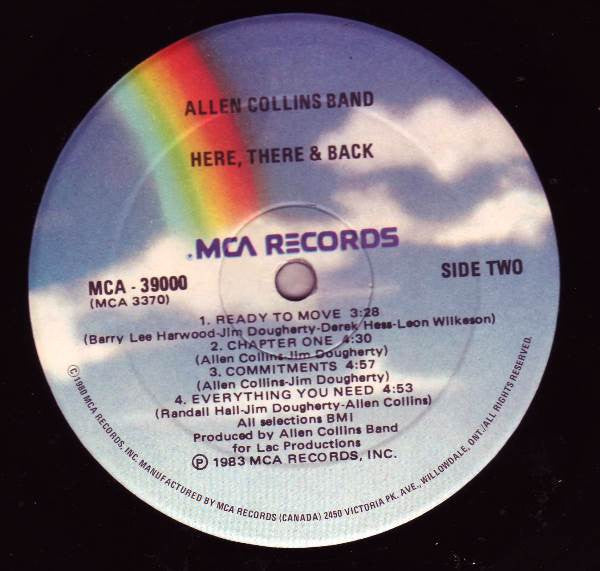 ALLEN COLLINS BAND
HERE, THERE & BACK
MCA RECORDS
MCA - 39000
(MCA 3370)
SIDE TWO
1. READY TO MOVE 3:28
(Barry Lee Harwood-Jim Dougherty-Derek Hess-Leon Wilkeson)
2. CHAPTER ONE 4:30
(Allen Collins-Jim Dougherty)
3. COMMITMENTS 4:57
(Allen Collins-Jim Dougherty)
4. EVERYTHING YOU NEED 4:53
(Randall Hall-Jim Dougherty-Allen Collins)
All selections BMI
Produced by Allen Collins Band
for Lac Productions
℗ 1983 MCA RECORDS, INC.
©1980 MCA RECORDS, INC. MANUFACTURED BY MCA RECORDS (CANADA) 2450 VICTORIA PK. AVE., WILLOWDALE, ONT./ALL RIGHTS RESERVED.